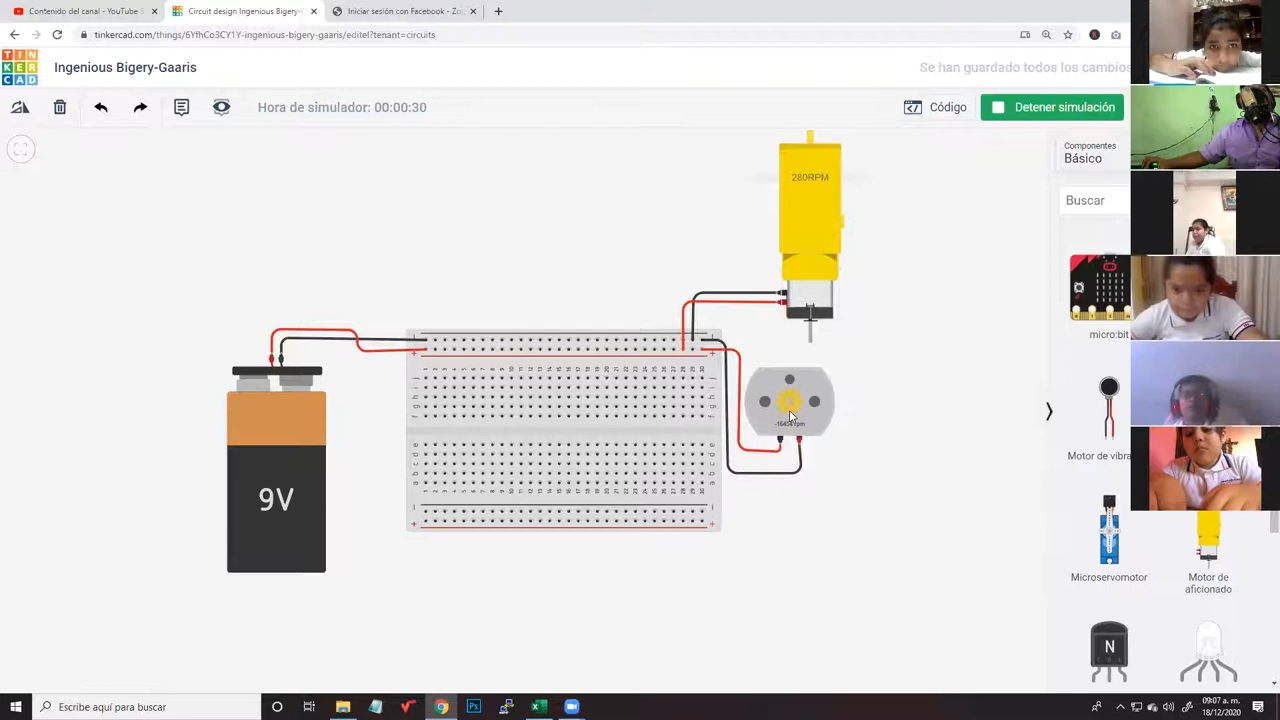 Contenido del canal - YouTube S
Circuit design Ingenious Bigery-G
Iniciar sesión con Facebook - Zo
tinkercad.com/things/6YfhCo3CY1Y-ingenious-bigery-gaaris/editel?tenant=circuits
TIN
KER
CAD
Ingenious Bigery-Gaaris
Se han guardado todos los cambios
Hora de simulador: 00:00:30
Código
Detener simulación
Componentes
Básico
Buscar
280RPM
9V
micro:bit
Motor de vibra
Microservomotor
Motor de
aficionado
N
Escribe aquí para buscar
09:07 a. m.
18/12/2020